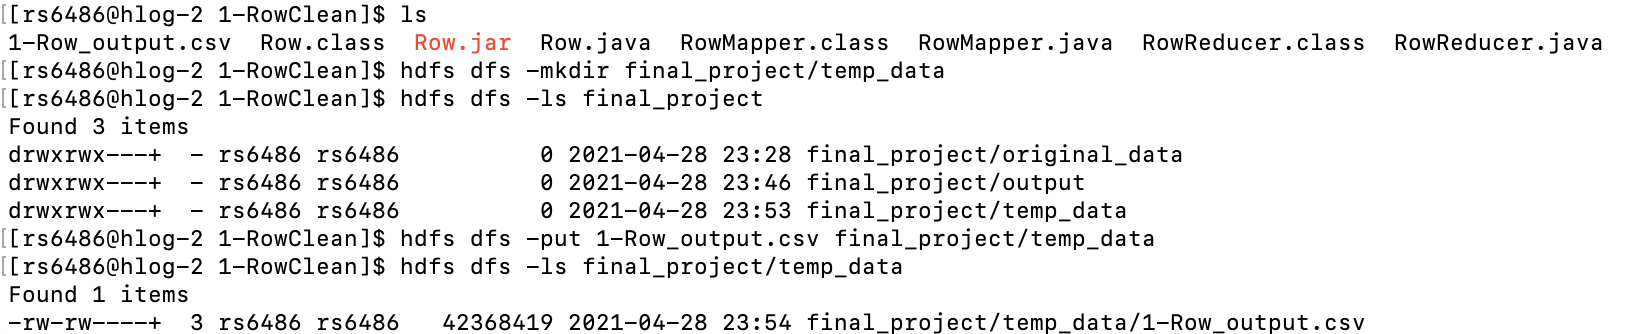 [[rs6486@hlog-2 1-RowClean]$ ls
1-Row_output.csv  Row.class  Row.jar  Row.java  RowMapper.class  RowMapper.java  RowReducer.class  RowReducer.java
[[rs6486@hlog-2 1-RowClean]$ hdfs dfs -mkdir final_project/temp_data
[[rs6486@hlog-2 1-RowClean]$ hdfs dfs -ls final_project
Found 3 items
drwxrwx---+  - rs6486 rs6486          0 2021-04-28 23:28 final_project/original_data
drwxrwx---+  - rs6486 rs6486          0 2021-04-28 23:46 final_project/output
drwxrwx---+  - rs6486 rs6486          0 2021-04-28 23:53 final_project/temp_data
[[rs6486@hlog-2 1-RowClean]$ hdfs dfs -put 1-Row_output.csv final_project/temp_data
[[rs6486@hlog-2 1-RowClean]$ hdfs dfs -ls final_project/temp_data
Found 1 items
-rw-rw----+  3 rs6486 rs6486   42368419 2021-04-28 23:54 final_project/temp_data/1-Row_output.csv